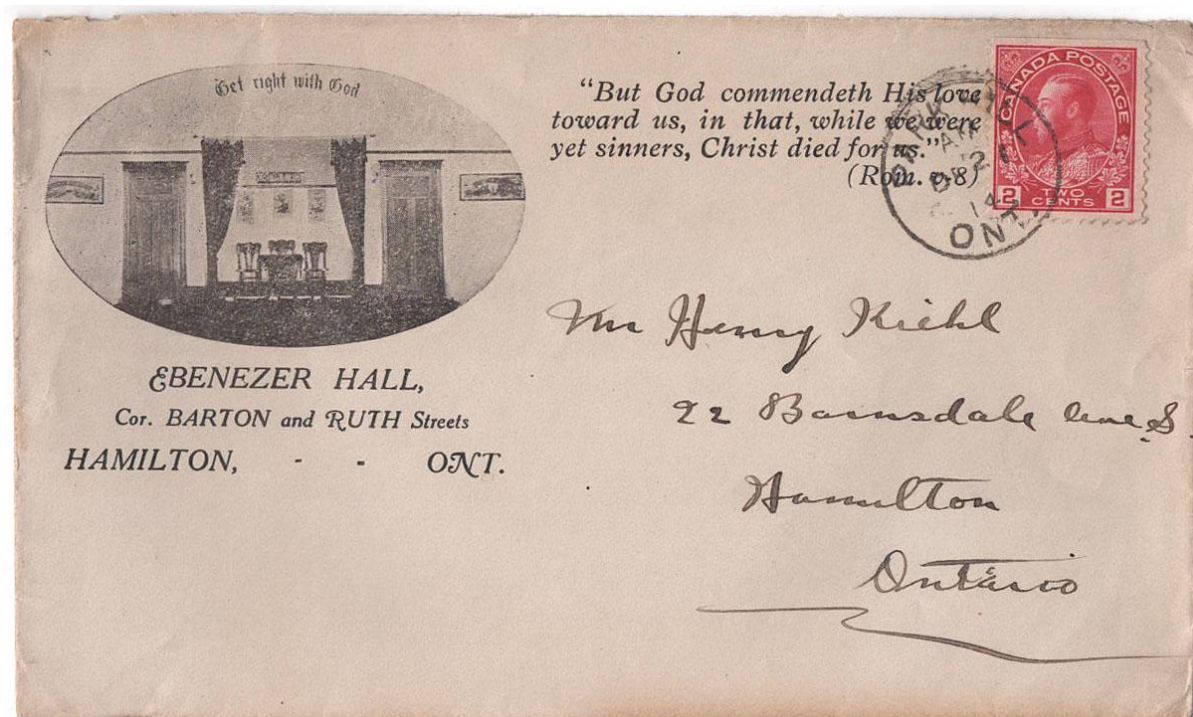 Get right with God
EBENEZER HALL,
Cor. BARTON and RUTH Streets
HAMILTON, - - ONT.
"But God commendeth His love
toward us, in that, while we were
yet sinners, Christ died for us."
(Rom. v-8)
CANADA POSTAGE
2 TWO 2
CENTS
14
ONT.
Mr Henry Kiehl
22 Barnsdale Ave S.
Hamilton
Ontario